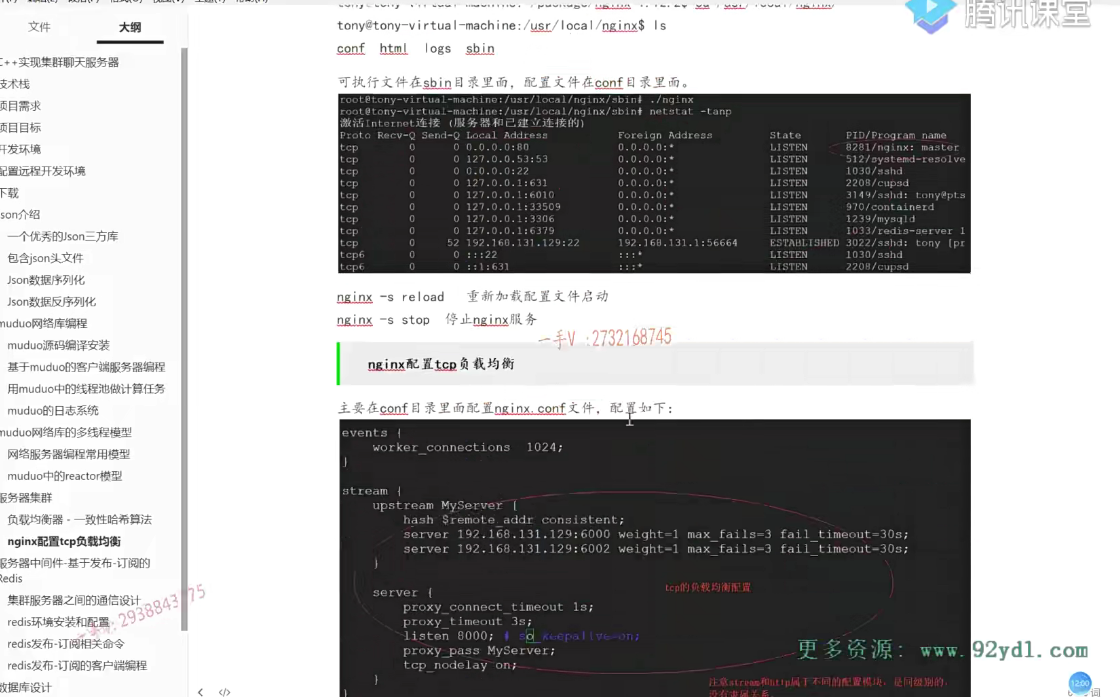 文件
大纲
C++实现集群聊天服务器
技术栈
项目需求
项目目标
开发环境
配置远程开发环境
下载
Json介绍
一个优秀的Json三方库
包含json头文件
Json数据序列化
Json数据反序列化
muduo网络库编程
muduo源码编译安装
基于muduo的客户端服务器编程
用muduo中的线程池做计算任务
muduo的日志系统
muduo网络库的多线程模型
网络服务器编程常用模型
muduo中的reactor模型
服务器集群
负载均衡器 - 一致性哈希算法
nginx配置tcp负载均衡
服务器中间件-基于发布-订阅的
Redis
集群服务器之间的通信设计
redis环境安装和配置
redis发布-订阅相关命令
redis发布-订阅的客户端编程
数据库设计
腾讯课堂
tony@tony-virtual-machine:/usr/local/nginx$ ls
conf html logs sbin
可执行文件在sbin目录里面，配置文件在conf目录里面。
root@tony-virtual-machine:/usr/local/nginx/sbin# ./nginx
root@tony-virtual-machine:/usr/local/nginx/sbin# netstat -tanp
激活Internet连接 (服务器和已建立连接的)
Proto Recv-Q Send-Q Local Address Foreign Address State PID/Program name
tcp 0 0 0.0.0.0:80 0.0.0.0:* LISTEN 8281/nginx: master
tcp 0 0 127.0.0.53:53 0.0.0.0:* LISTEN 512/systemd-resolve
tcp 0 0 0.0.0.0:22 0.0.0.0:* LISTEN 1030/sshd
tcp 0 0 127.0.0.1:631 0.0.0.0:* LISTEN 2208/cupsd
tcp 0 0 127.0.0.1:6010 0.0.0.0:* LISTEN 3149/sshd: tony@pts
tcp 0 0 127.0.0.1:33509 0.0.0.0:* LISTEN 970/containerd
tcp 0 0 127.0.0.1:3306 0.0.0.0:* LISTEN 1239/mysqld
tcp 0 0 127.0.0.1:6379 0.0.0.0:* LISTEN 1033/redis-server 1
tcp 0 52 192.168.131.129:22 192.168.131.1:56664 ESTABLISHED 3022/sshd: tony [pr
tcp6 0 0 :::22 :::* LISTEN 1030/sshd
tcp6 0 0 ::1:631 :::* LISTEN 2208/cupsd
nginx -s reload 重新加载配置文件启动
nginx -s stop 停止nginx服务
一手V :2732168745
nginx配置tcp负载均衡
主要在conf目录里面配置nginx.conf文件，配置如下：
events {
worker_connections 1024;
}
stream {
upstream MyServer {
hash $remote_addr consistent;
server 192.168.131.129:6000 weight=1 max_fails=3 fail_timeout=30s;
server 192.168.131.129:6002 weight=1 max_fails=3 fail_timeout=30s;
}
tcp的负载均衡配置
server {
proxy_connect_timeout 1s;
proxy_timeout 3s;
listen 8000; # so_keepalive=on;
proxy_pass MyServer;
tcp_nodelay on;
}
更多资源: www.92ydl.com
注意stream和http属于不同的配置模块，是同级别的，
12:00